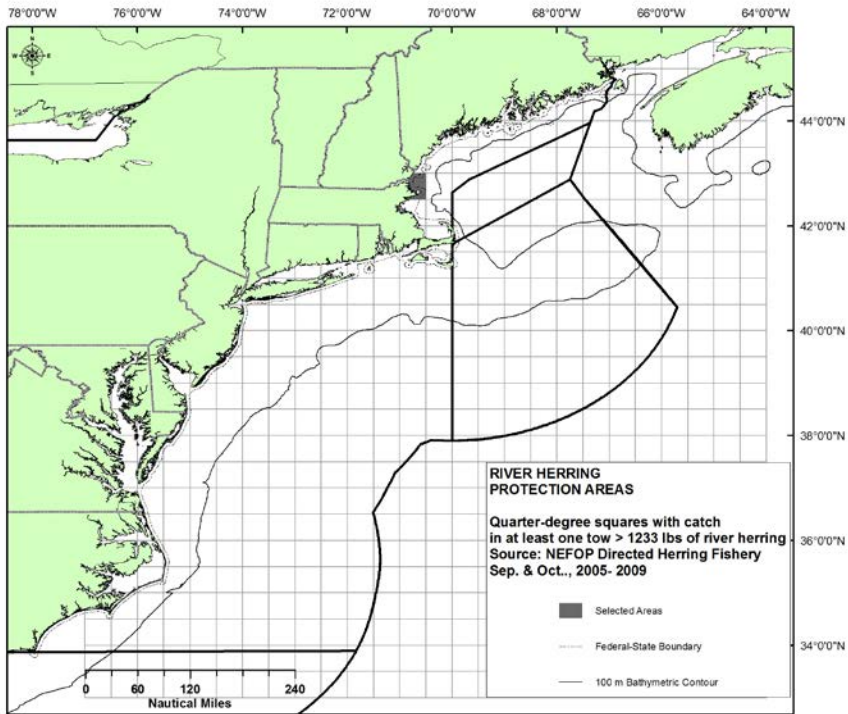 78°0'0"W 76°0'0"W 74°0'0"W 72°0'0"W 70°0'0"W 68°0'0"W 66°0'0"W 64°0'0"W
N
W E
S
44°0'0"N
42°0'0"N
40°0'0"N
38°0'0"N
RIVER HERRING
PROTECTION AREAS
Quarter-degree squares with catch
in at least one tow > 1233 lbs of river herring
Source: NEFOP Directed Herring Fishery
Sep. & Oct.., 2005- 2009
36°0'0"N
Selected Areas
Federal-State Boundary
34°0'0"N
100 m Bathymetric Contour
0 60 120 240
Nautical Miles